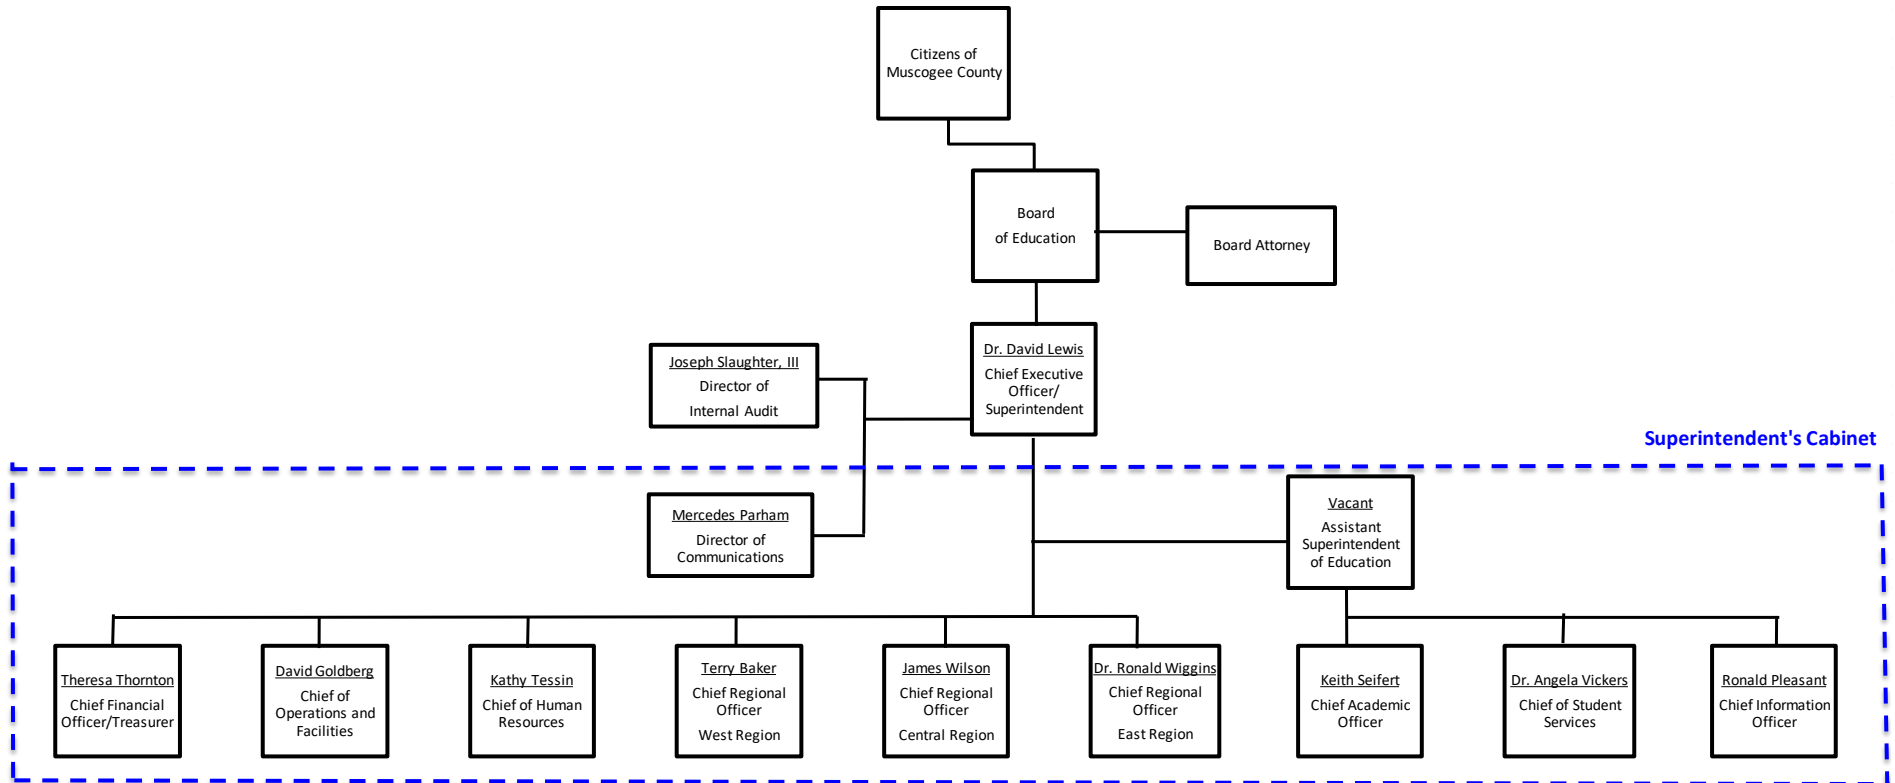 Citizens of
Muscogee County
Board
of Education
Board Attorney
Dr. David Lewis
Chief Executive
Officer/
Superintendent
Joseph Slaughter, III
Director of
Internal Audit
Superintendent's Cabinet
Mercedes Parham
Director of
Communications
Vacant
Assistant
Superintendent
of Education
Theresa Thornton
Chief Financial
Officer/Treasurer
David Goldberg
Chief of
Operations and
Facilities
Kathy Tessin
Chief of Human
Resources
Terry Baker
Chief Regional
Officer
West Region
James Wilson
Chief Regional
Officer
Central Region
Dr. Ronald Wiggins
Chief Regional
Officer
East Region
Keith Seifert
Chief Academic
Officer
Dr. Angela Vickers
Chief of Student
Services
Ronald Pleasant
Chief Information
Officer